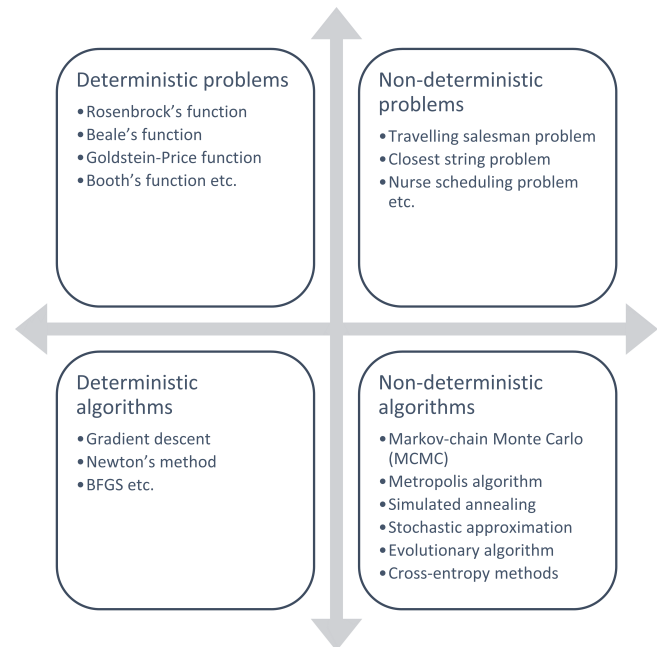 Deterministic problems
•Rosenbrock’s function
•Beale’s function
•Goldstein-Price function
•Booth’s function etc.
Non-deterministic
problems
•Travelling salesman problem
•Closest string problem
•Nurse scheduling problem
etc.
Deterministic
algorithms
•Gradient descent
•Newton’s method
•BFGS etc.
Non-deterministic
algorithms
•Markov-chain Monte Carlo
(MCMC)
•Metropolis algorithm
•Simulated annealing
•Stochastic approximation
•Evolutionary algorithm
•Cross-entropy methods